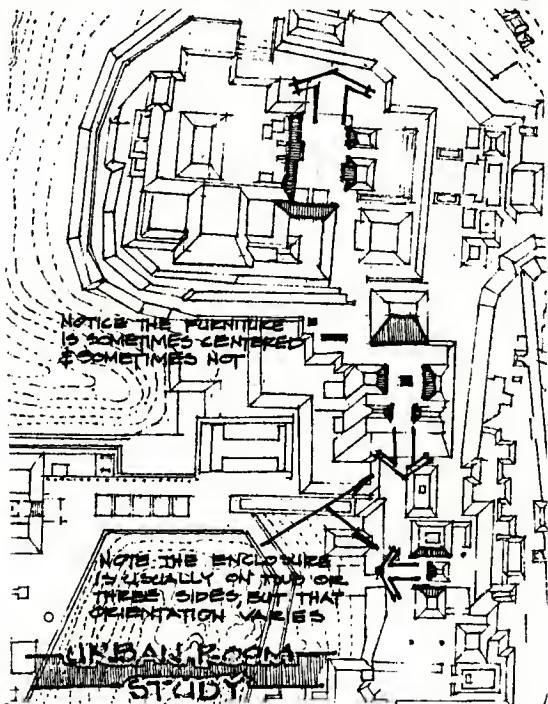 NOTICE THE FURNITURE
IS SOMETIMES CENTERED
& SOMETIMES NOT
NOTE THE ENCLOSURE
IS USUALLY ON TWO OR
THREE SIDES, BUT THAT
ORIENTATION VARIES
URBAN ROOM
STUDY